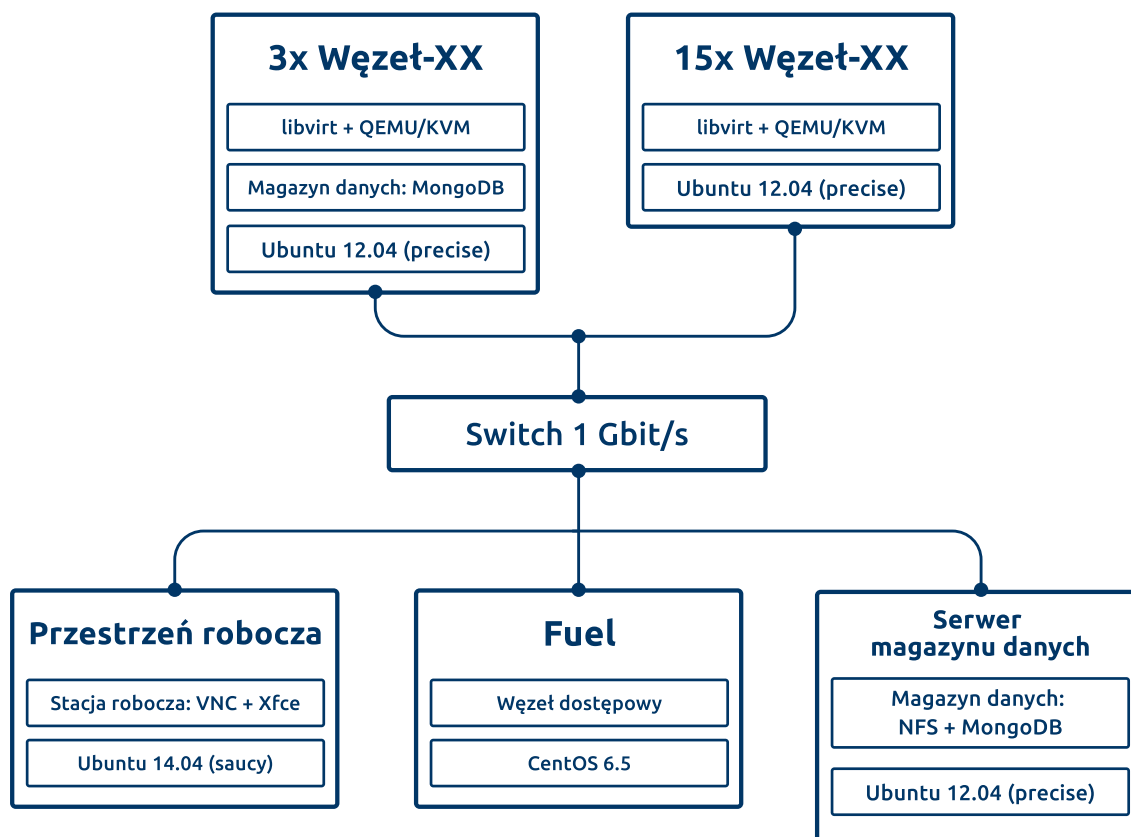 3x Węzeł-XX
libvirt + QEMU/KVM
Magazyn danych: MongoDB
Ubuntu 12.04 (precise)
15x Węzeł-XX
libvirt + QEMU/KVM
Ubuntu 12.04 (precise)
Switch 1 Gbit/s
Przestrzeń robocza
Stacja robocza: VNC + Xfce
Ubuntu 14.04 (saucy)
Fuel
Węzeł dostępowy
CentOS 6.5
Serwer
magazynu danych
Magazyn danych:
NFS + MongoDB
Ubuntu 12.04 (precise)